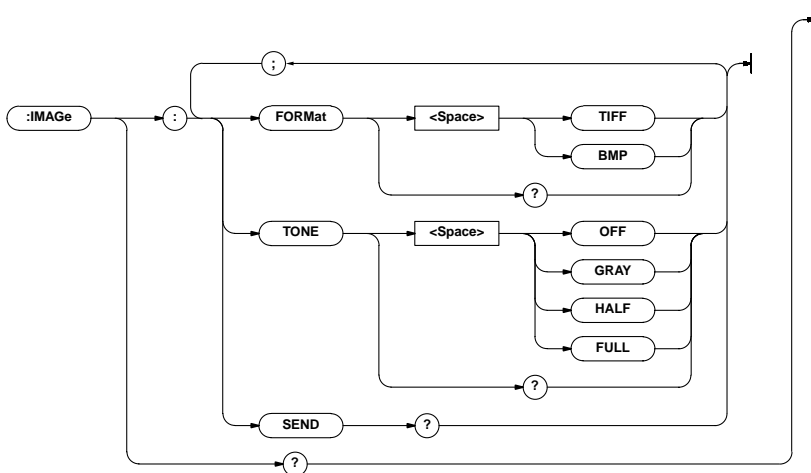 ;
:IMAGe : FORMat <Space> TIFF
BMP
?
TONE <Space> OFF
GRAY
HALF
FULL
?
SEND ?
?